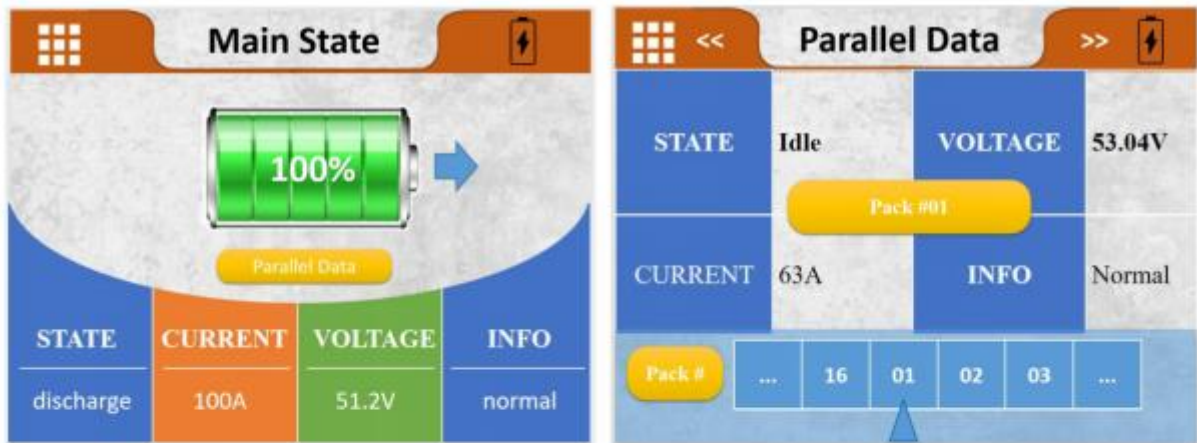 Main State
100%
Parallel Data
STATE CURRENT VOLTAGE INFO
discharge 100A 51.2V normal
<< Parallel Data >>
STATE Idle VOLTAGE 53.04V
Pack #01
CURRENT 63A INFO Normal
Pack # ... 16 01 02 03 ...